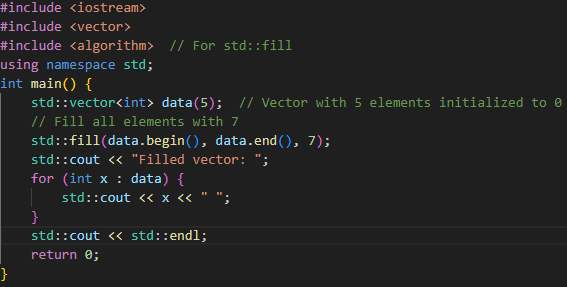 #include <iostream>
#include <vector>
#include <algorithm>  // For std::fill
using namespace std;
int main() {
    std::vector<int> data(5);  // Vector with 5 elements initialized to 0
    // Fill all elements with 7
    std::fill(data.begin(), data.end(), 7);
    std::cout << "Filled vector: ";
    for (int x : data) {
        std::cout << x << " ";
    }
    std::cout << std::endl;
    return 0;
}